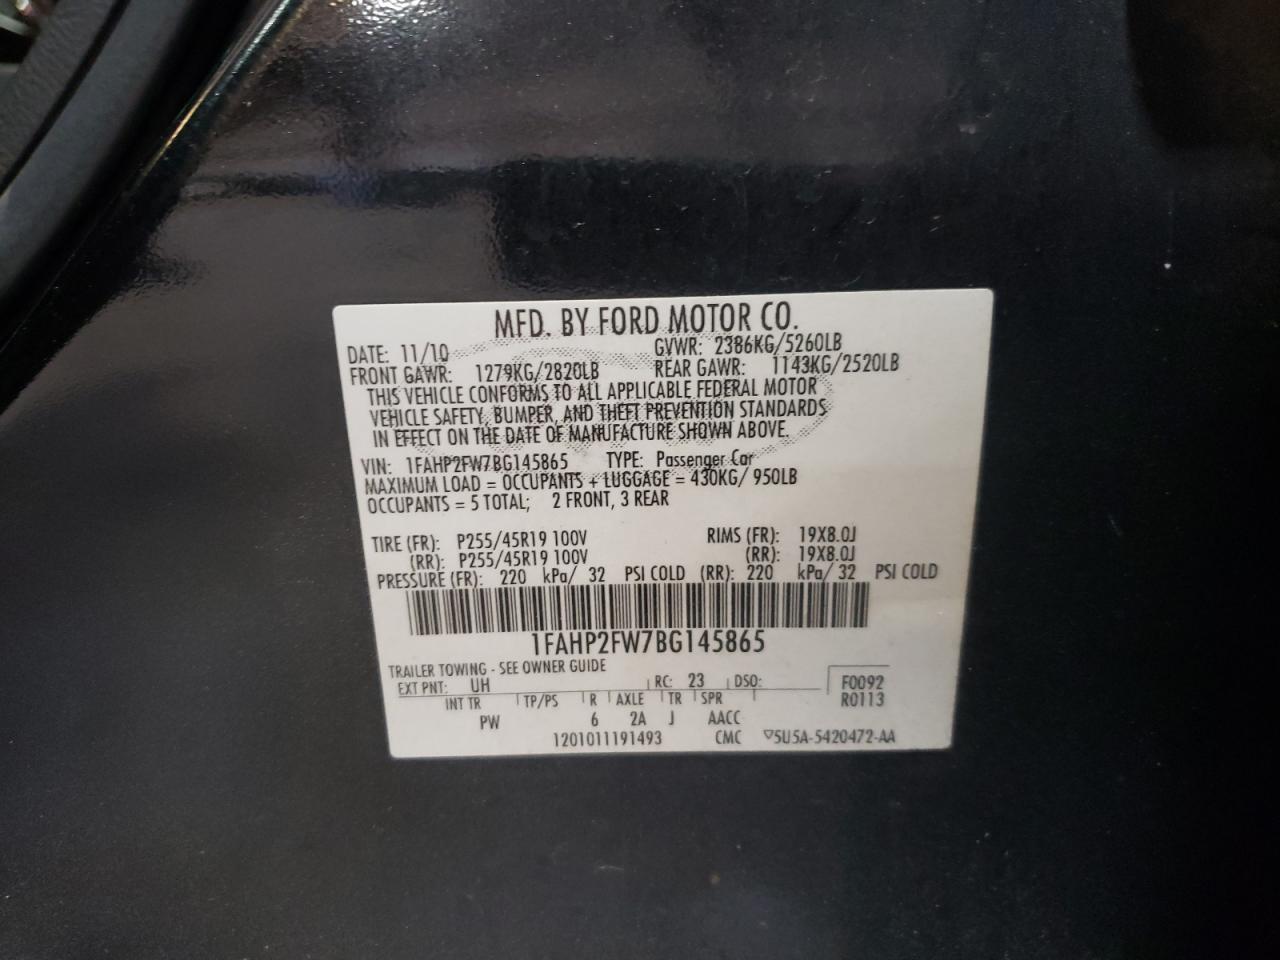 MFD. BY FORD MOTOR CO.
DATE: 11/10 GVWR: 2386KG/5260LB
FRONT GAWR: 1279KG/2820LB REAR GAWR: 1143KG/2520LB
THIS VEHICLE CONFORMS TO ALL APPLICABLE FEDERAL MOTOR
VEHICLE SAFETY, BUMPER, AND THEFT PREVENTION STANDARDS
IN EFFECT ON THE DATE OF MANUFACTURE SHOWN ABOVE.
VIN: 1FAHP2FW7BG145865 TYPE: Passenger Car
MAXIMUM LOAD = OCCUPANTS + LUGGAGE = 430KG/ 950LB
OCCUPANTS = 5 TOTAL; 2 FRONT, 3 REAR
TIRE (FR): P255/45R19 100V RIMS (FR): 19X8.0J
(RR): P255/45R19 100V (RR): 19X8.0J
PRESSURE (FR): 220 kPa/ 32 PSI COLD (RR): 220 kPa/ 32 PSI COLD
1FAHP2FW7BG145865
TRAILER TOWING - SEE OWNER GUIDE
EXT PNT: UH RC: 23 DSO: F0092
INT TR TP/PS R AXLE TR SPR R0113
PW 6 2A J AACC
1201011191493 CMC ▽5U5A-5420472-AA